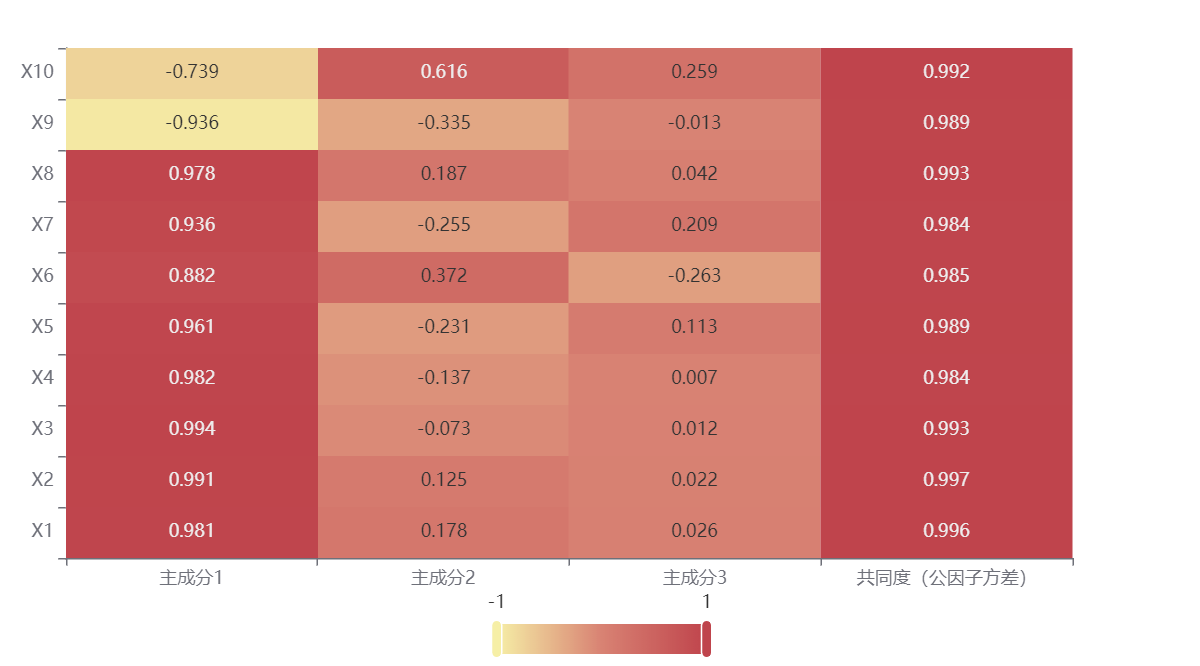 X10 -0.739 0.616 0.259 0.992
X9 -0.936 -0.335 -0.013 0.989
X8 0.978 0.187 0.042 0.993
X7 0.936 -0.255 0.209 0.984
X6 0.882 0.372 -0.263 0.985
X5 0.961 -0.231 0.113 0.989
X4 0.982 -0.137 0.007 0.984
X3 0.994 -0.073 0.012 0.993
X2 0.991 0.125 0.022 0.997
X1 0.981 0.178 0.026 0.996
主成分1 主成分2 主成分3 共同度（公因子方差）
-1 1